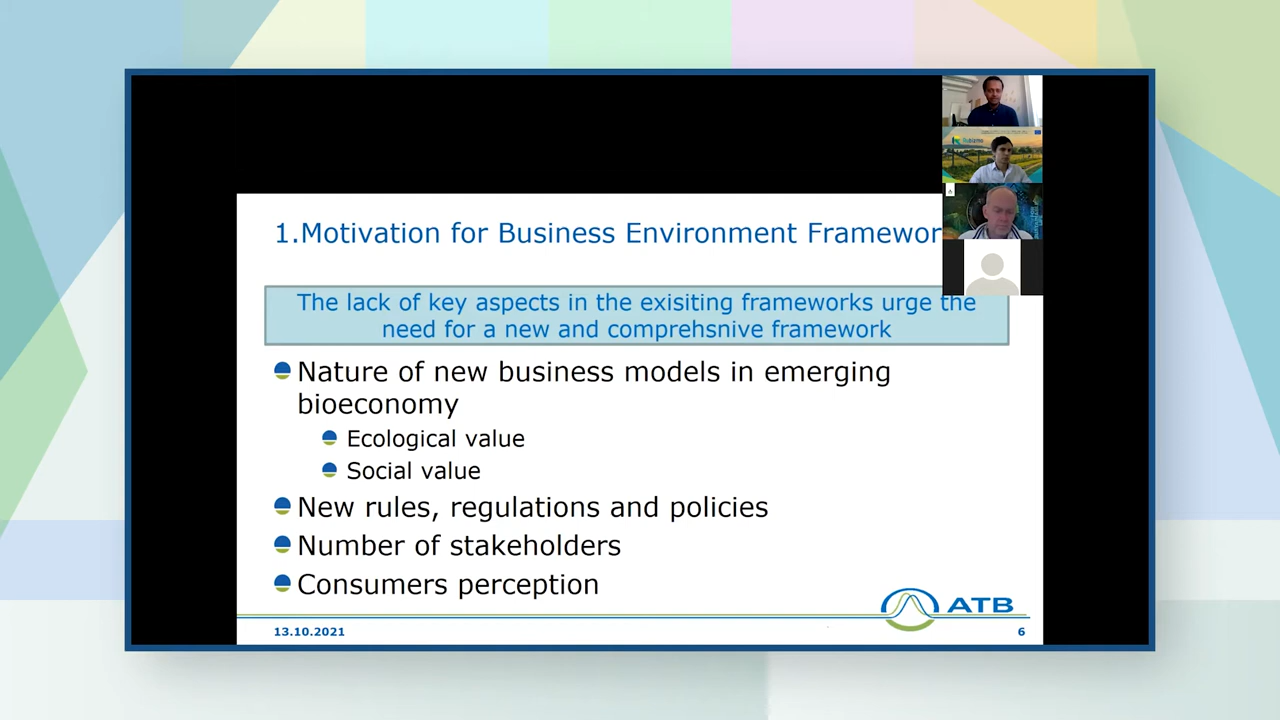 1.Motivation for Business Environment Framewor
The lack of key aspects in the exisiting frameworks urge the
need for a new and comprehsnive framework
Nature of new business models in emerging
bioeconomy
Ecological value
Social value
New rules, regulations and policies
Number of stakeholders
Consumers perception
ATB
13.10.2021
6